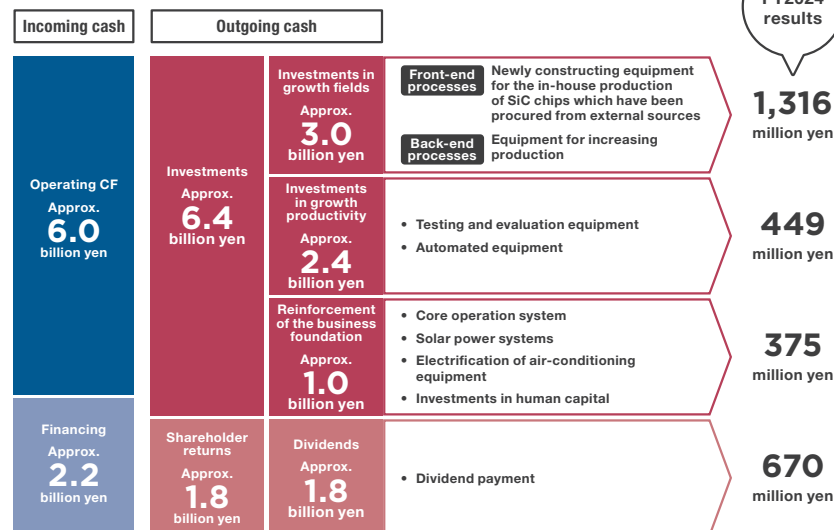 Incoming cash
Outgoing cash
results
Operating CF
Approx.
6.0
billion yen
Financing
Approx.
2.2
billion yen
Investments
Approx.
6.4
billion yen
Shareholder
returns
Approx.
1.8
billion yen
Investments in
growth fields
Approx.
3.0
billion yen
Front-end
processes
Newly constructing equipment
for the in-house production
of SiC chips which have been
procured from external sources
Back-end
processes
Equipment for increasing
production
1,316
million yen
Investments
in growth
productivity
Approx.
2.4
billion yen
• Testing and evaluation equipment
• Automated equipment
449
million yen
Reinforcement
of the business
foundation
Approx.
1.0
billion yen
• Core operation system
• Solar power systems
• Electrification of air-conditioning
equipment
• Investments in human capital
375
million yen
Dividends
Approx.
1.8
billion yen
• Dividend payment
670
million yen